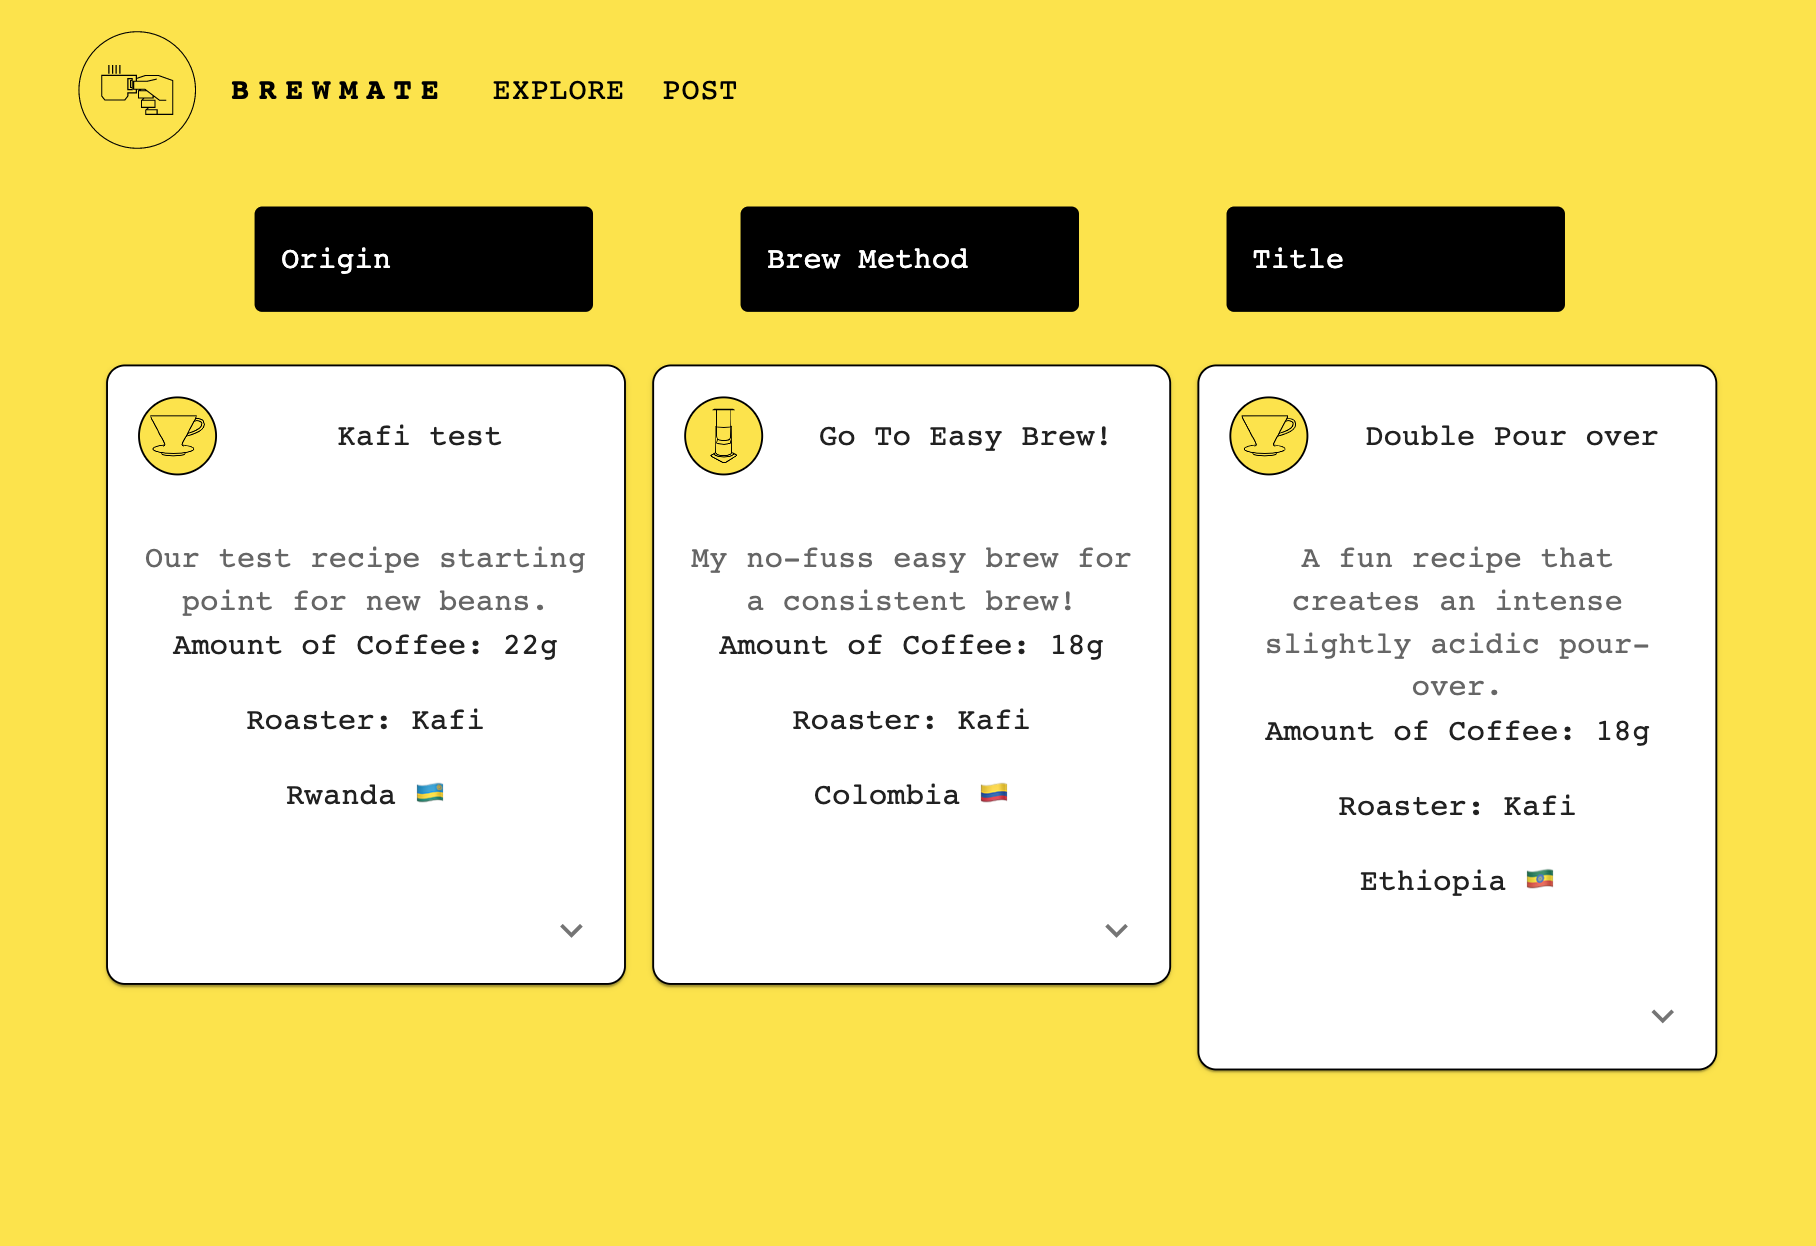 BREWMATE EXPLORE POST
Origin
Brew Method
Title
Kafi test
Our test recipe starting
point for new beans.
Amount of Coffee: 22g
Roaster: Kafi
Rwanda 🇷🇼
Go To Easy Brew!
My no-fuss easy brew for
a consistent brew!
Amount of Coffee: 18g
Roaster: Kafi
Colombia 🇨🇴
Double Pour over
A fun recipe that
creates an intense
slightly acidic pour-
over.
Amount of Coffee: 18g
Roaster: Kafi
Ethiopia 🇪🇹